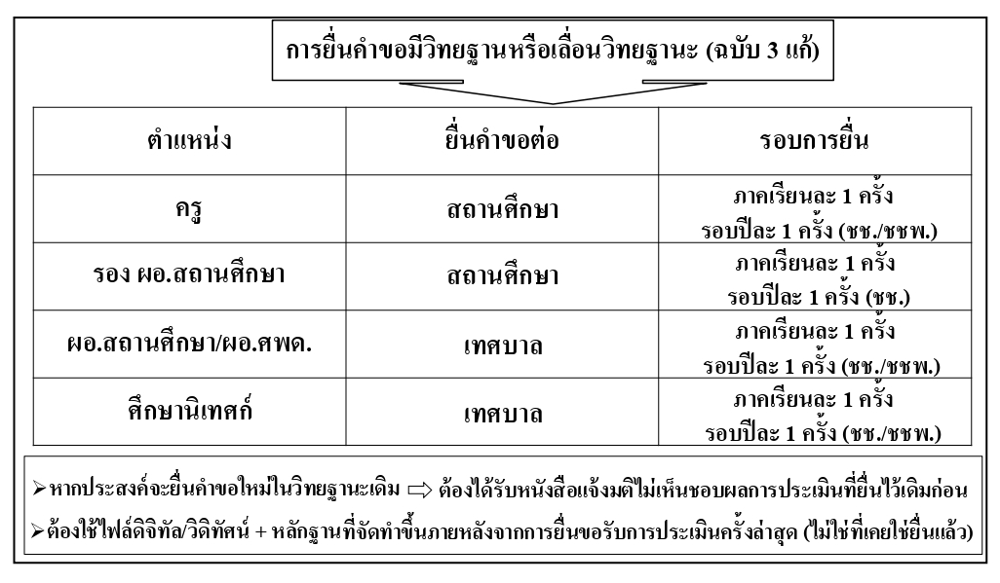 การยื่นคำขอมีวิทยฐานหรือเลื่อนวิทยฐานะ (ฉบับ 3 แก้)
ตำแหน่ง ยื่นคำขอต่อ รอบการยื่น
ครู สถานศึกษา ภาคเรียนละ 1 ครั้ง
รอบปีละ 1 ครั้ง (ชช./ชชพ.)
รอง ผอ.สถานศึกษา สถานศึกษา ภาคเรียนละ 1 ครั้ง
รอบปีละ 1 ครั้ง (ชช.)
ผอ.สถานศึกษา/ผอ.ศพด. เทศบาล ภาคเรียนละ 1 ครั้ง
รอบปีละ 1 ครั้ง (ชช./ชชพ.)
ศึกษานิเทศก์ เทศบาล ภาคเรียนละ 1 ครั้ง
รอบปีละ 1 ครั้ง (ชช./ชชพ.)
➢หากประสงค์จะยื่นคำขอใหม่ในวิทยฐานะเดิม ⇨ ต้องได้รับหนังสือแจ้งมติไม่เห็นชอบผลการประเมินที่ยื่นไว้เดิมก่อน
➢ต้องใช้ไฟล์ดิจิทัล/วิดิทัศน์ + หลักฐานที่จัดทำขึ้นภายหลังจากการยื่นขอรับการประเมินครั้งล่าสุด (ไม่ใช่ที่เคยใช่ยื่นแล้ว)